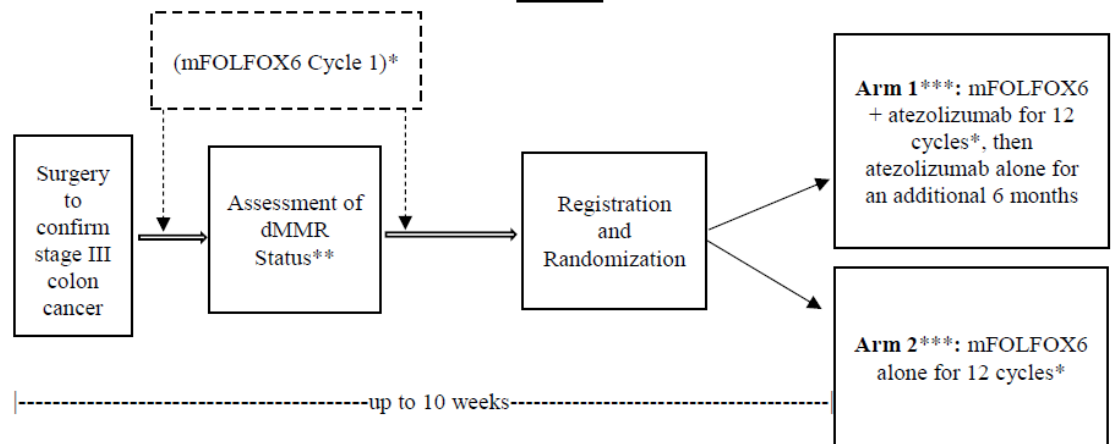 (mFOLFOX6 Cycle 1)*
Surgery
to
confirm
stage III
colon
cancer
Assessment of
dMMR
Status**
Registration
and
Randomization
Arm 1***: mFOLFOX6
+ atezolizumab for 12
cycles*, then
atezolizumab alone for
an additional 6 months
Arm 2***: mFOLFOX6
alone for 12 cycles*
|---------------------------------------up to 10 weeks-----------------------------------|